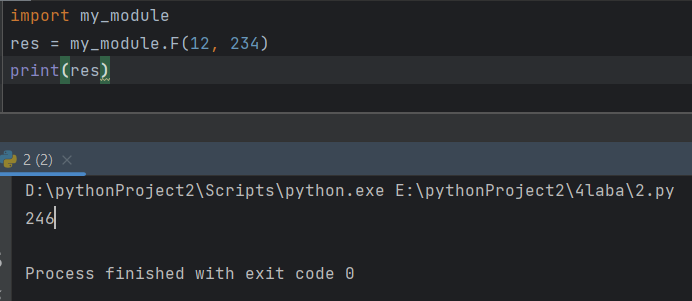 import my_module
res = my_module.F(12, 234)
print(res)
2 (2)
D:\pythonProject2\Scripts\python.exe E:\pythonProject2\4laba\2.py
246
Process finished with exit code 0